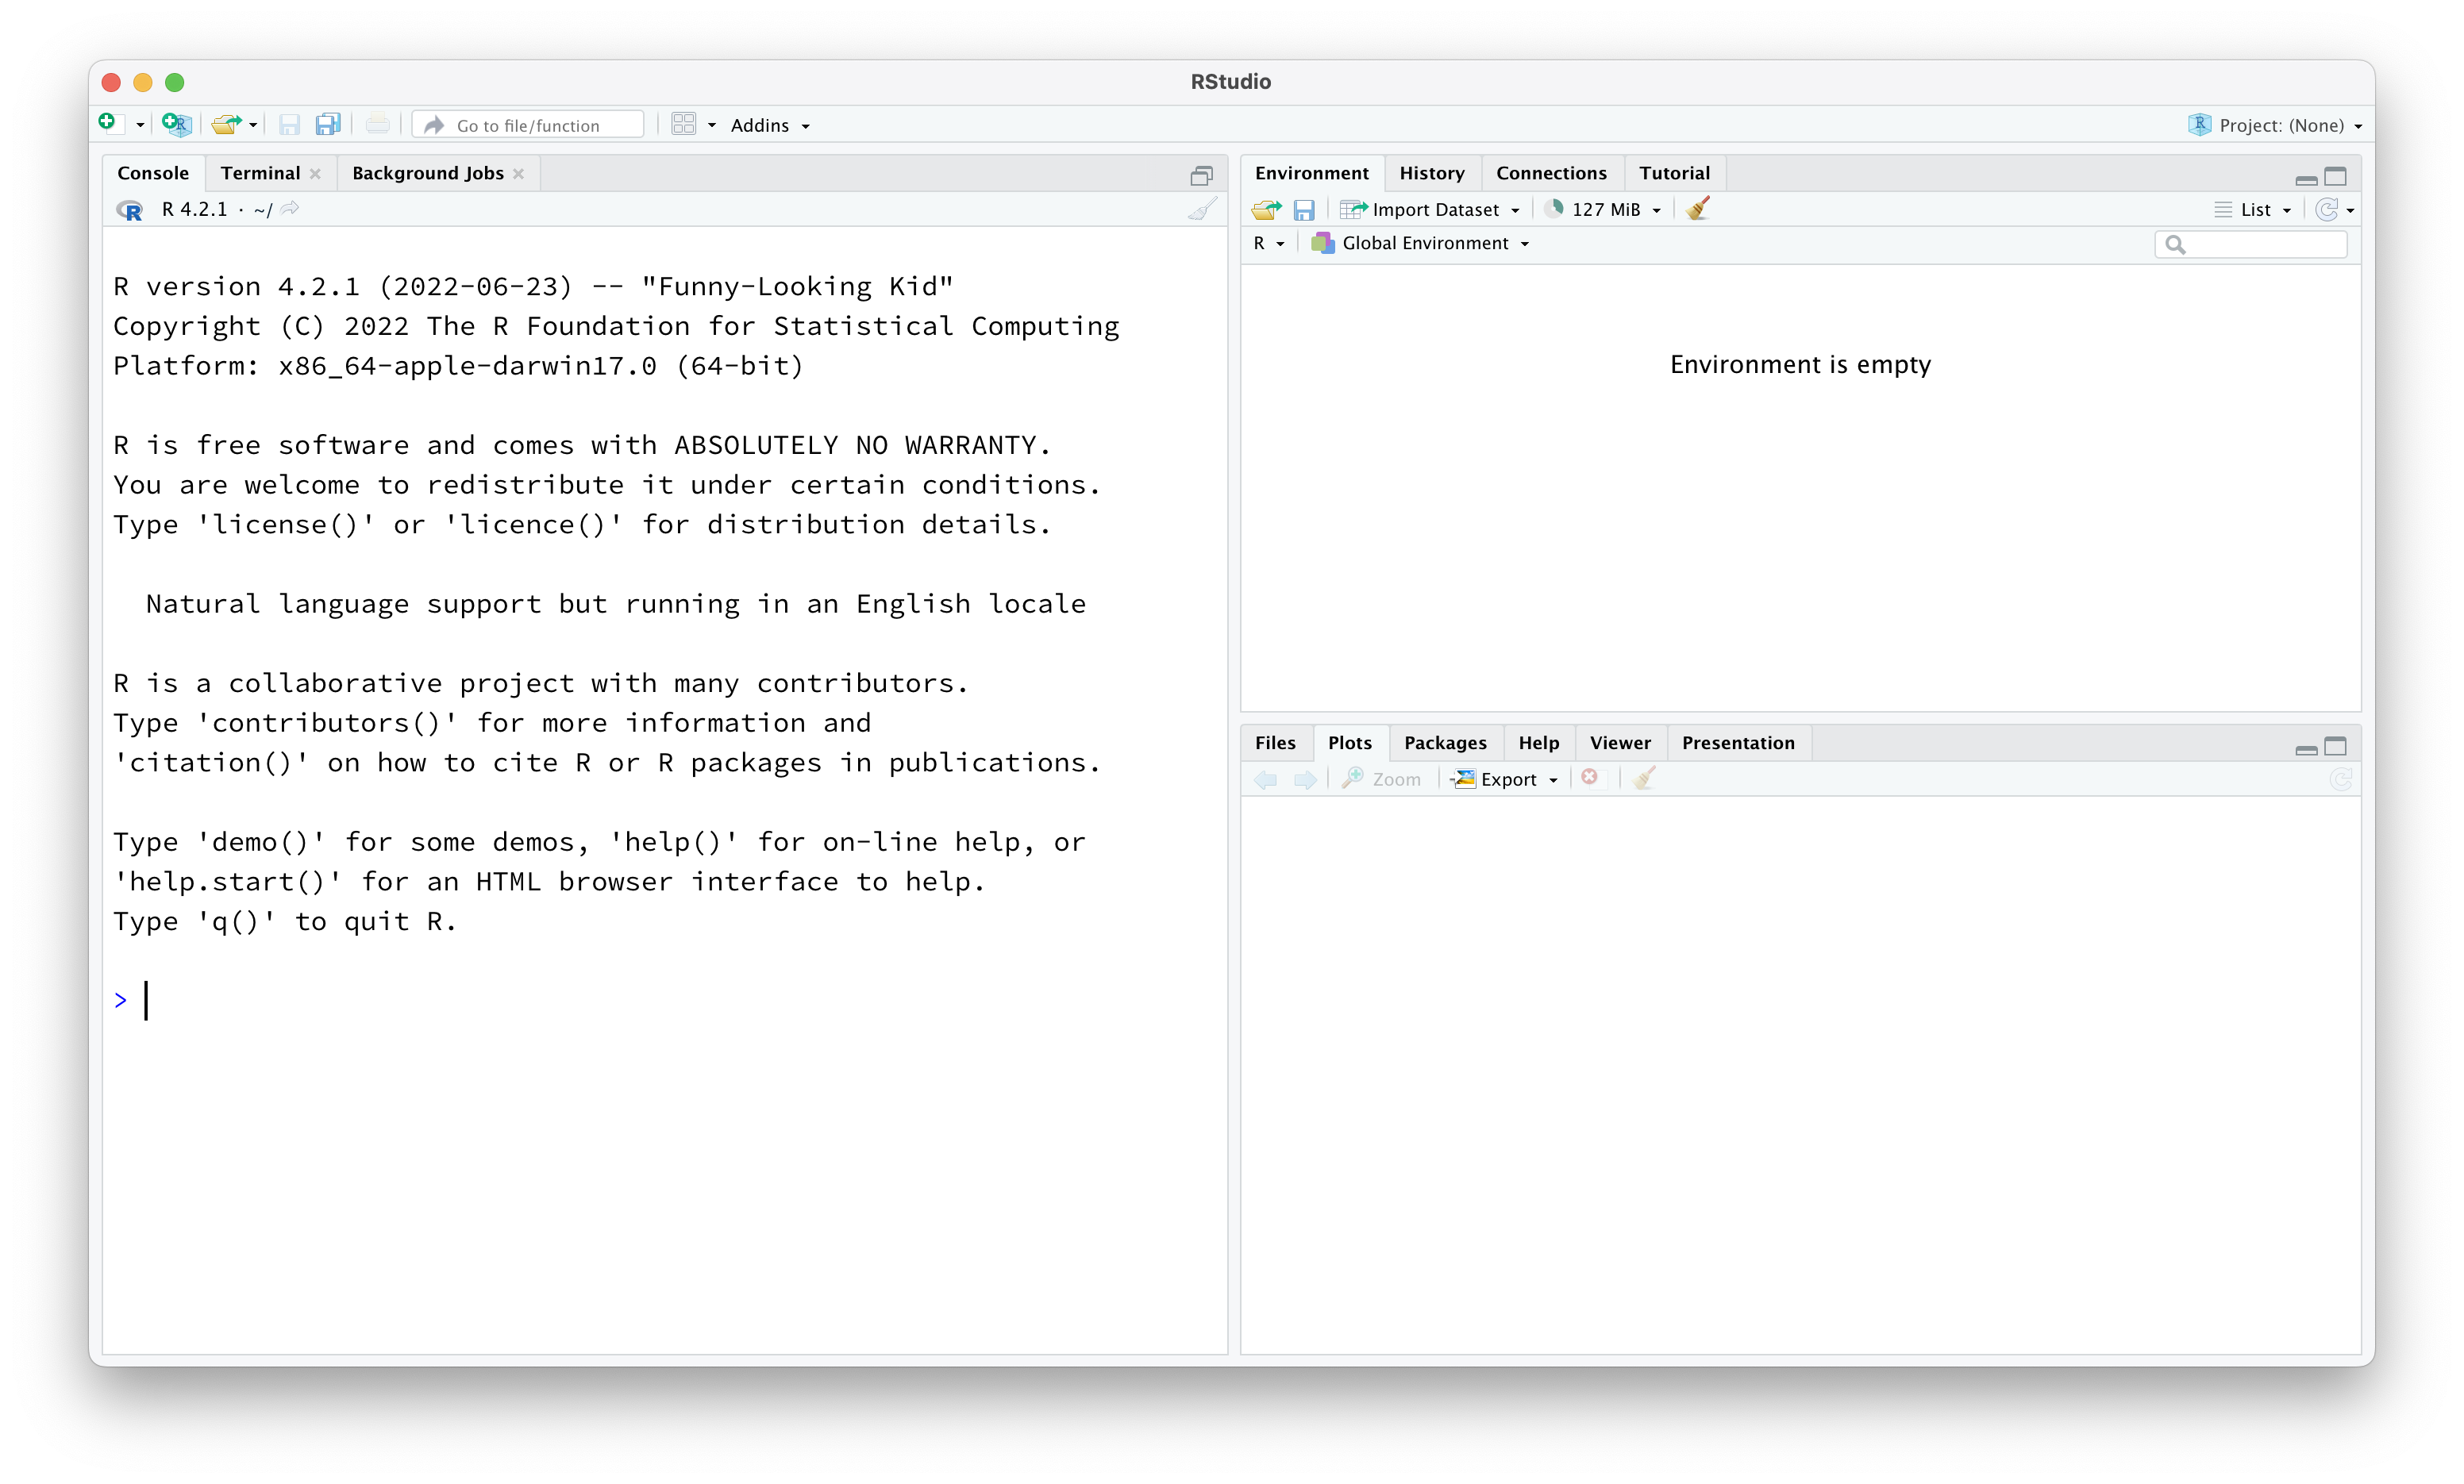 RStudio
Go to file/function
Addins
Project: (None)
Console Terminal Background Jobs
R 4.2.1 · ~/
R version 4.2.1 (2022-06-23) -- "Funny-Looking Kid"
Copyright (C) 2022 The R Foundation for Statistical Computing
Platform: x86_64-apple-darwin17.0 (64-bit)
R is free software and comes with ABSOLUTELY NO WARRANTY.
You are welcome to redistribute it under certain conditions.
Type 'license()' or 'licence()' for distribution details.
Natural language support but running in an English locale
R is a collaborative project with many contributors.
Type 'contributors()' for more information and
'citation()' on how to cite R or R packages in publications.
Type 'demo()' for some demos, 'help()' for on-line help, or
'help.start()' for an HTML browser interface to help.
Type 'q()' to quit R.
>
Environment History Connections Tutorial
Import Dataset 127 MiB List
R Global Environment
Environment is empty
Files Plots Packages Help Viewer Presentation
Zoom Export